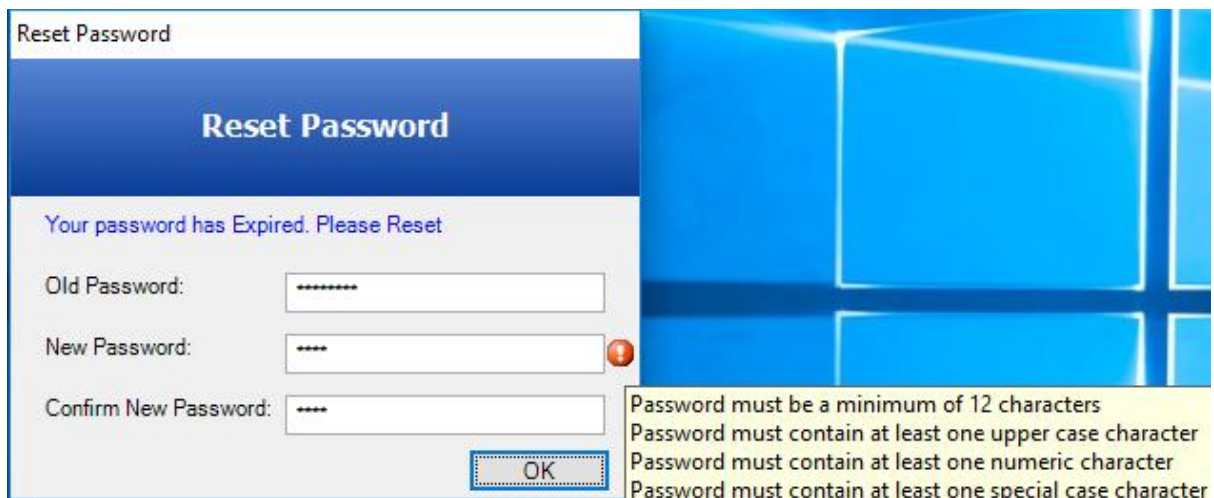 Reset Password
Reset Password
Your password has Expired. Please Reset
Old Password: ********
New Password: ****
Confirm New Password: ****
OK
Password must be a minimum of 12 characters
Password must contain at least one upper case character
Password must contain at least one numeric character
Password must contain at least one special case character